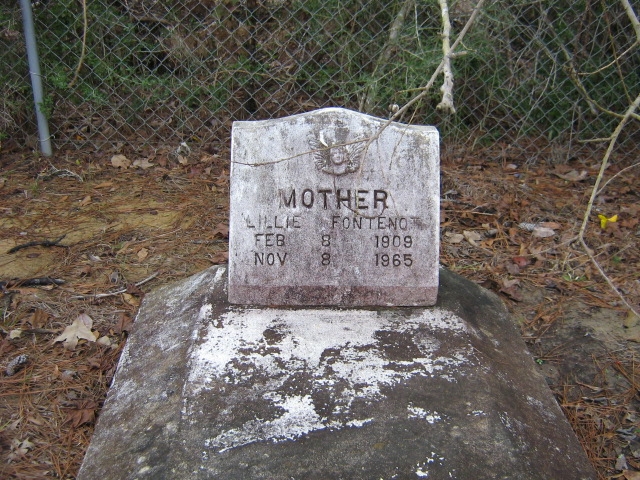 MOTHER
LILLIE FONTENOT
FEB 8 1909
NOV 8 1965